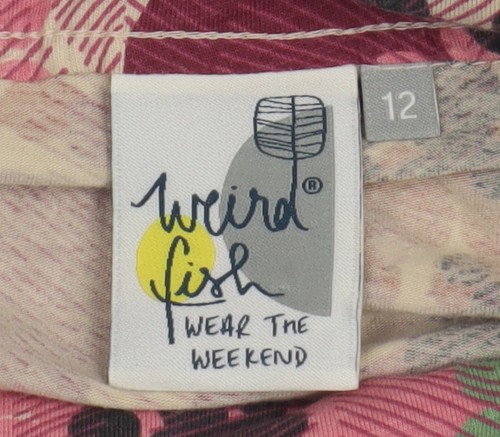 12
weird®
fish
WEAR THE
WEEKEND